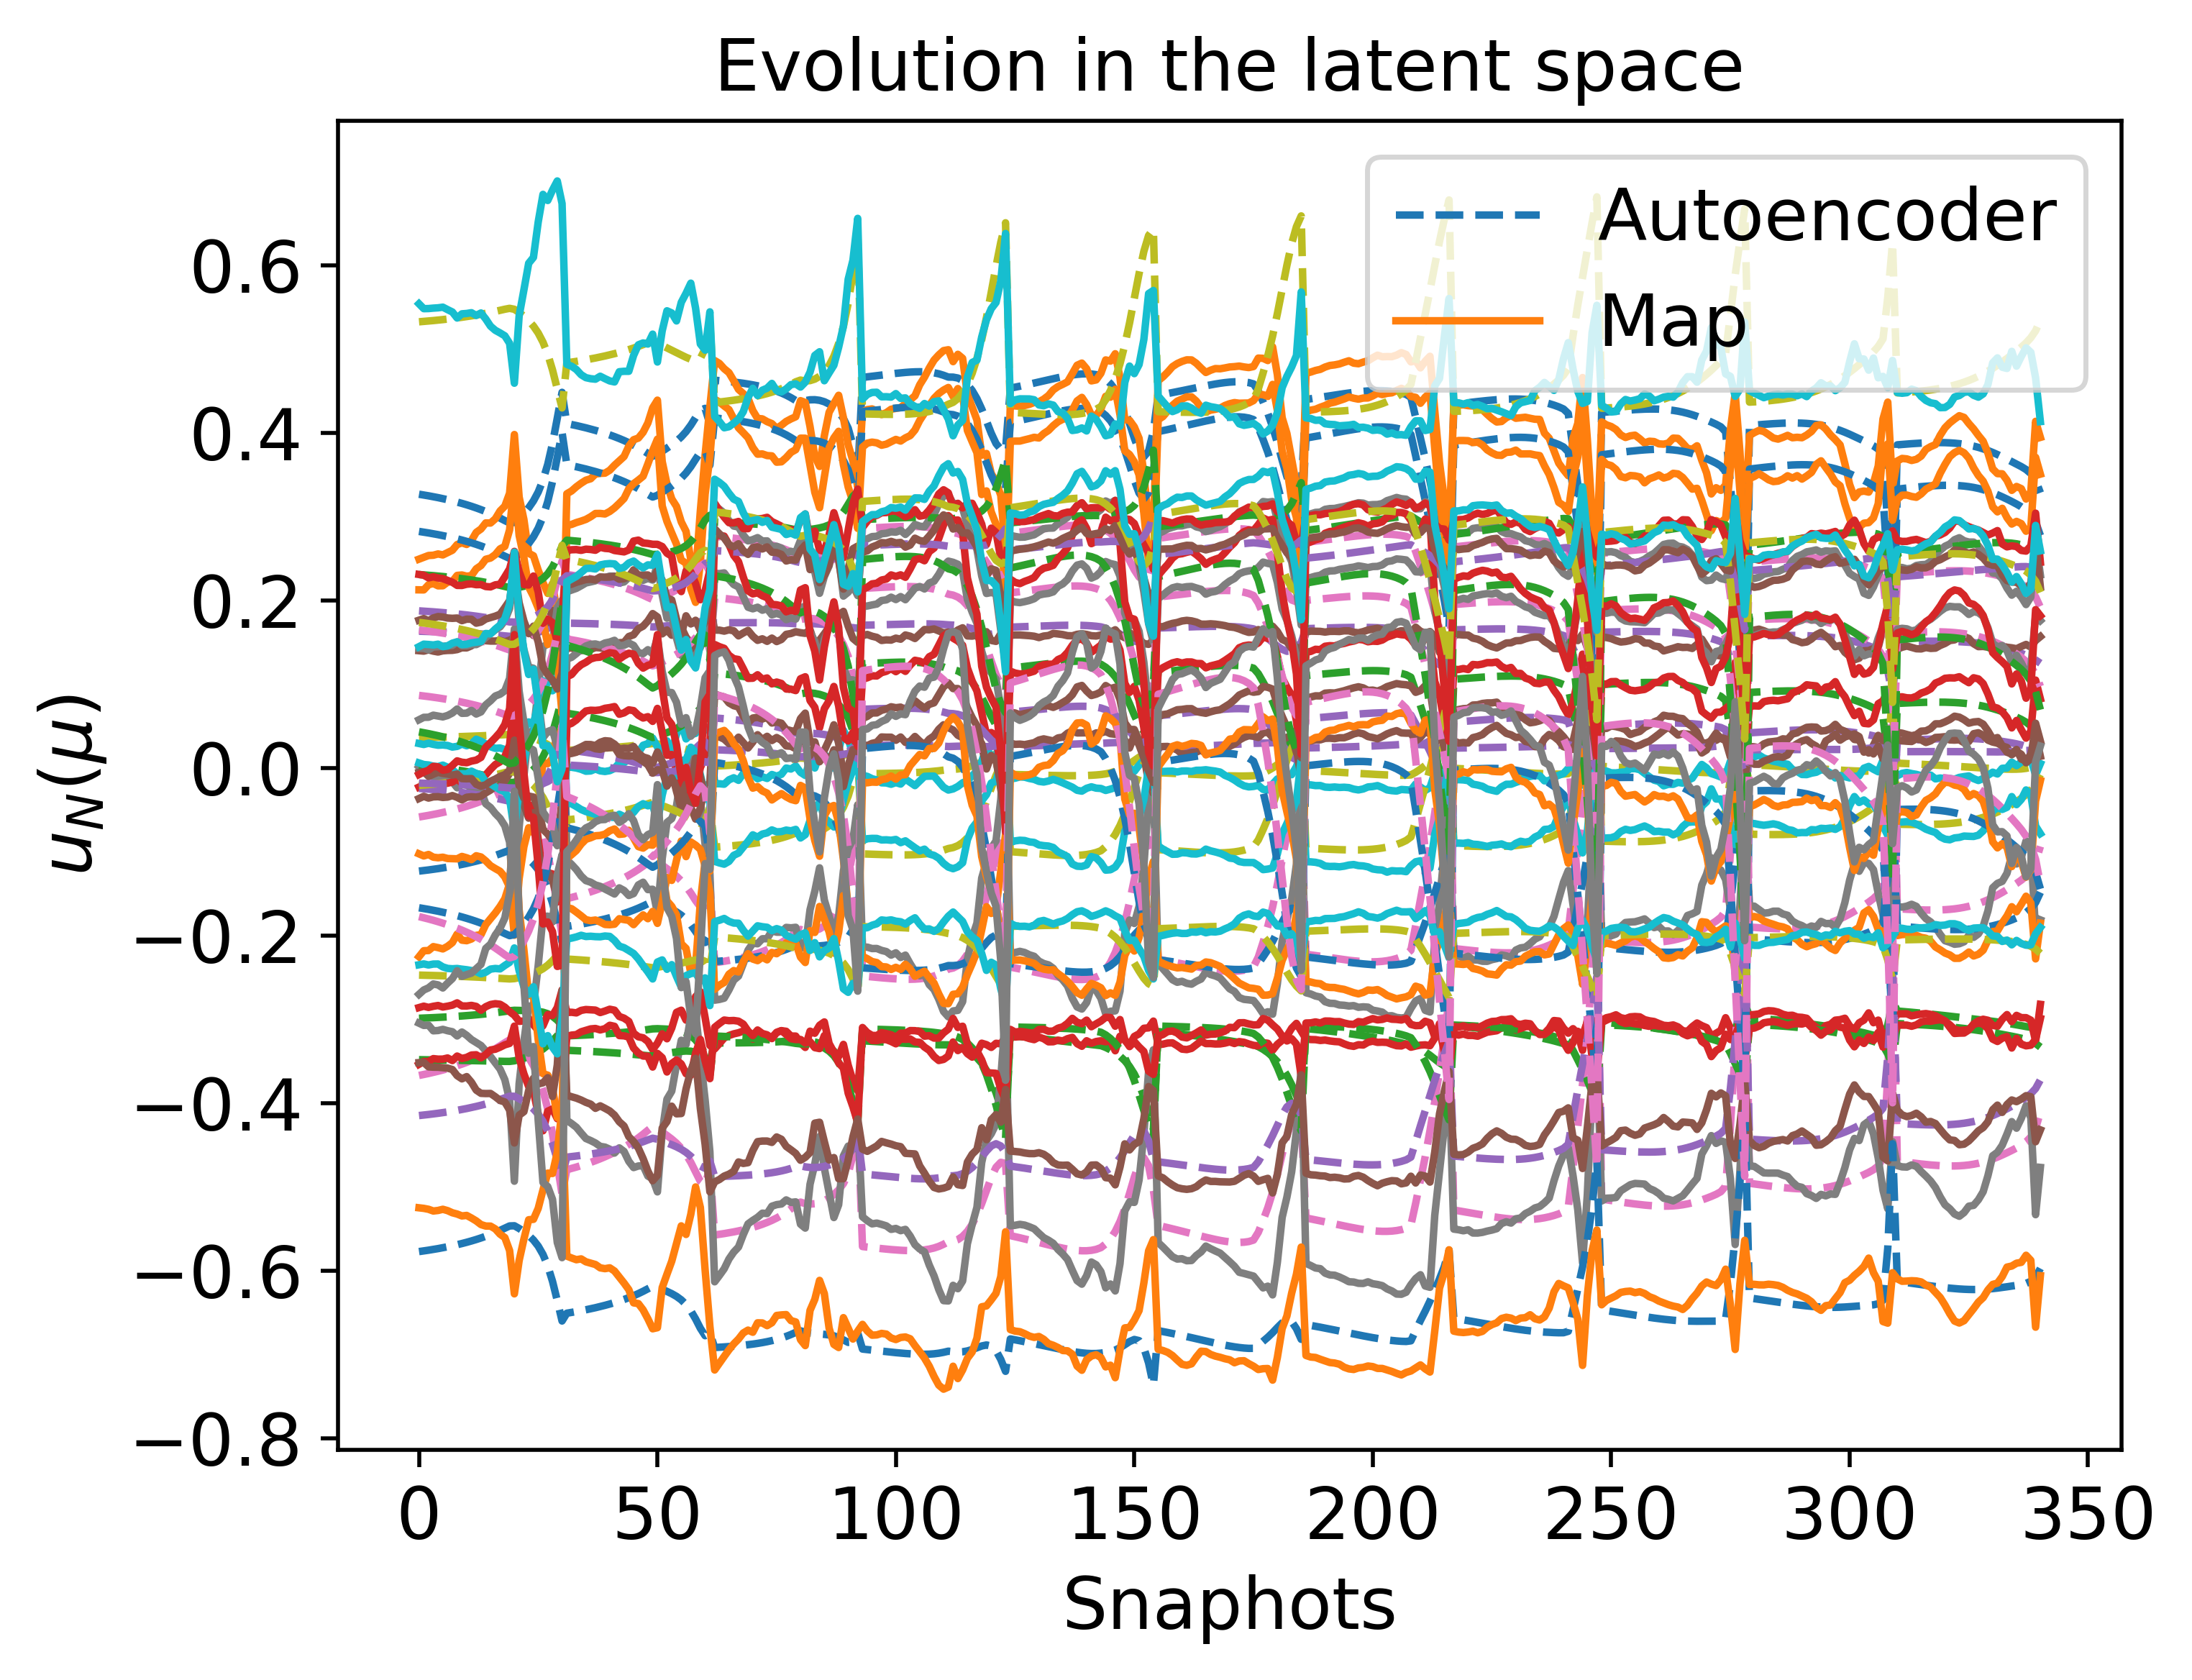 Evolution in the latent space
Autoencoder
Map
0.6
0.4
0.2
0.0
−0.2
−0.4
−0.6
−0.8
u_N(μ)
0 50 100 150 200 250 300 350
Snaphots